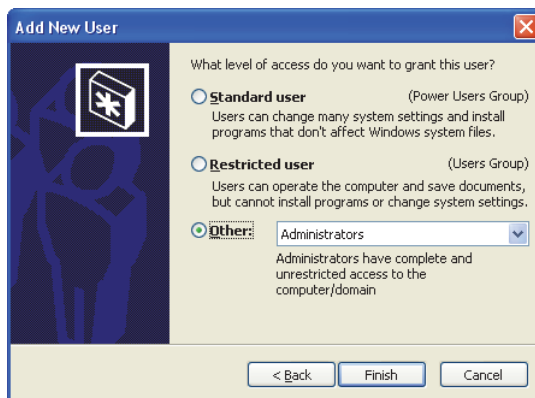 Add New User
What level of access do you want to grant this user?
Standard user (Power Users Group)
Users can change many system settings and install
programs that don't affect Windows system files.
Restricted user (Users Group)
Users can operate the computer and save documents,
but cannot install programs or change system settings.
Other: Administrators
Administrators have complete and
unrestricted access to the
computer/domain
< Back Finish Cancel